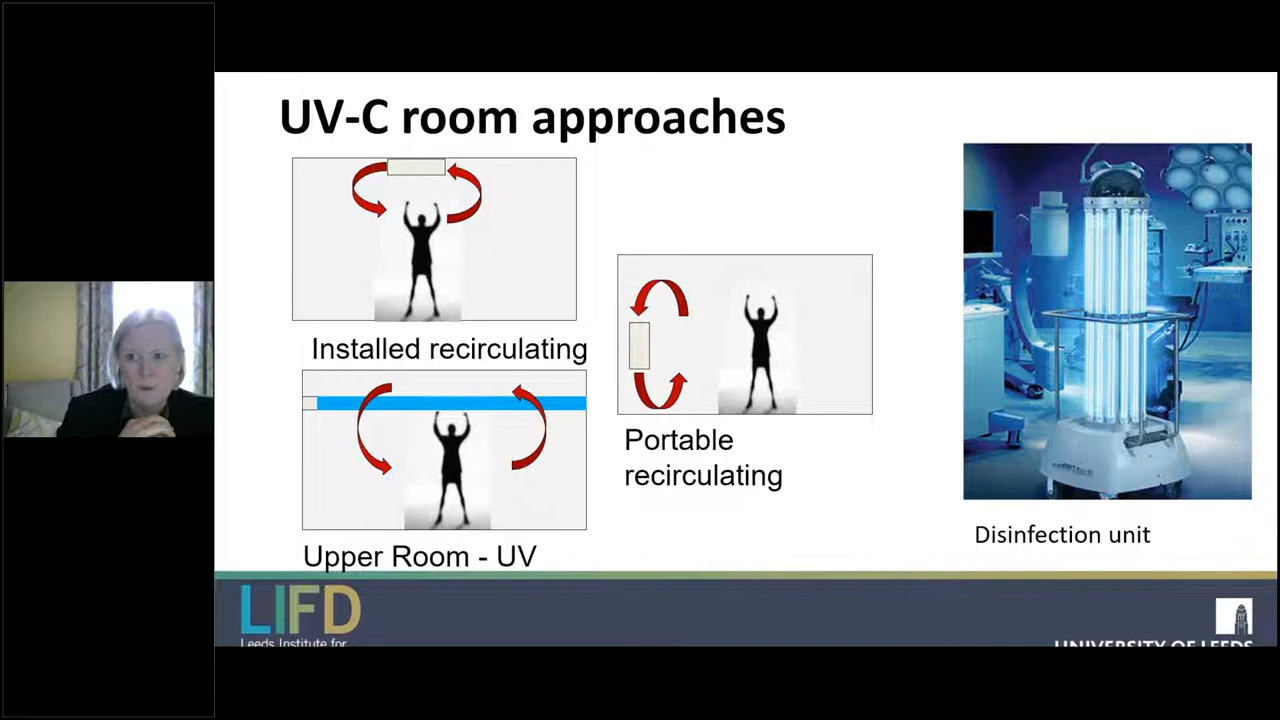 UV-C room approaches
Installed recirculating
Portable
recirculating
Upper Room - UV
Disinfection unit
LIFD
Leeds Institute for
UNIVERSITY OF LEEDS